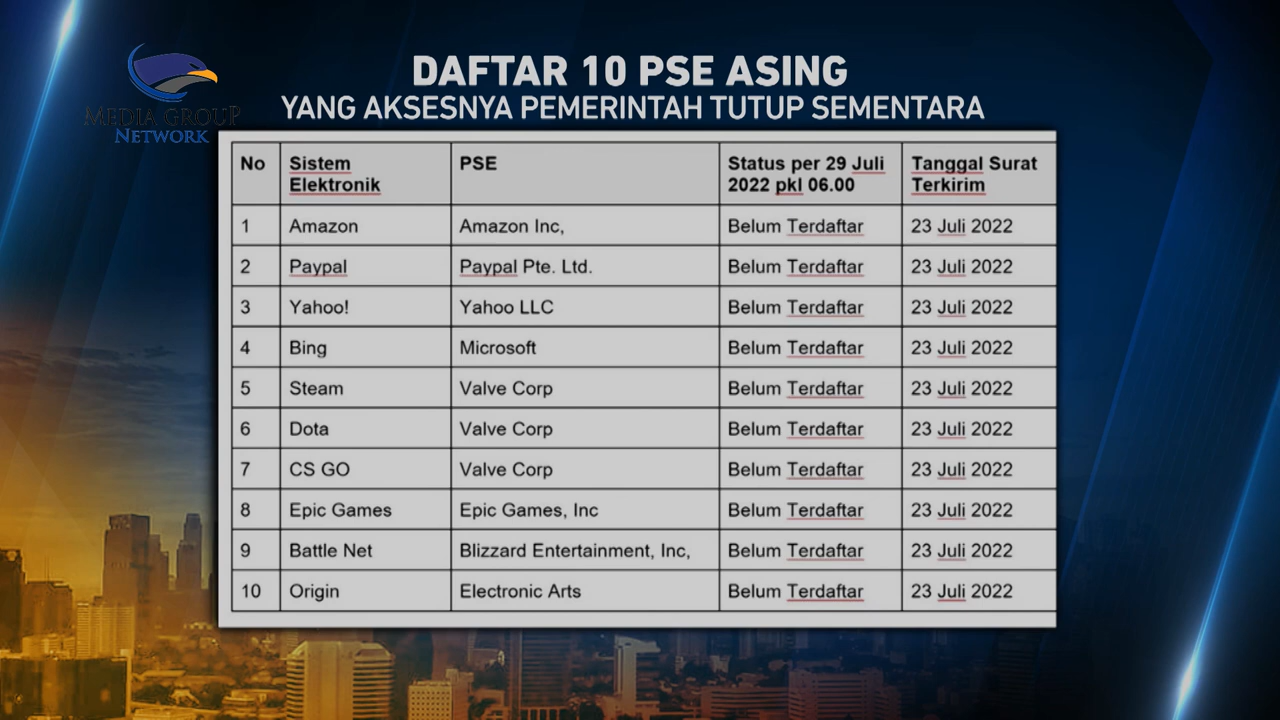 MEDIA GROUP
NETWORK
DAFTAR 10 PSE ASING
YANG AKSESNYA PEMERINTAH TUTUP SEMENTARA
No Sistem Elektronik PSE Status per 29 Juli 2022 pkl 06.00 Tanggal Surat Terkirim
1 Amazon Amazon Inc, Belum Terdaftar 23 Juli 2022
2 Paypal Paypal Pte. Ltd. Belum Terdaftar 23 Juli 2022
3 Yahoo! Yahoo LLC Belum Terdaftar 23 Juli 2022
4 Bing Microsoft Belum Terdaftar 23 Juli 2022
5 Steam Valve Corp Belum Terdaftar 23 Juli 2022
6 Dota Valve Corp Belum Terdaftar 23 Juli 2022
7 CS GO Valve Corp Belum Terdaftar 23 Juli 2022
8 Epic Games Epic Games, Inc Belum Terdaftar 23 Juli 2022
9 Battle Net Blizzard Entertainment, Inc, Belum Terdaftar 23 Juli 2022
10 Origin Electronic Arts Belum Terdaftar 23 Juli 2022